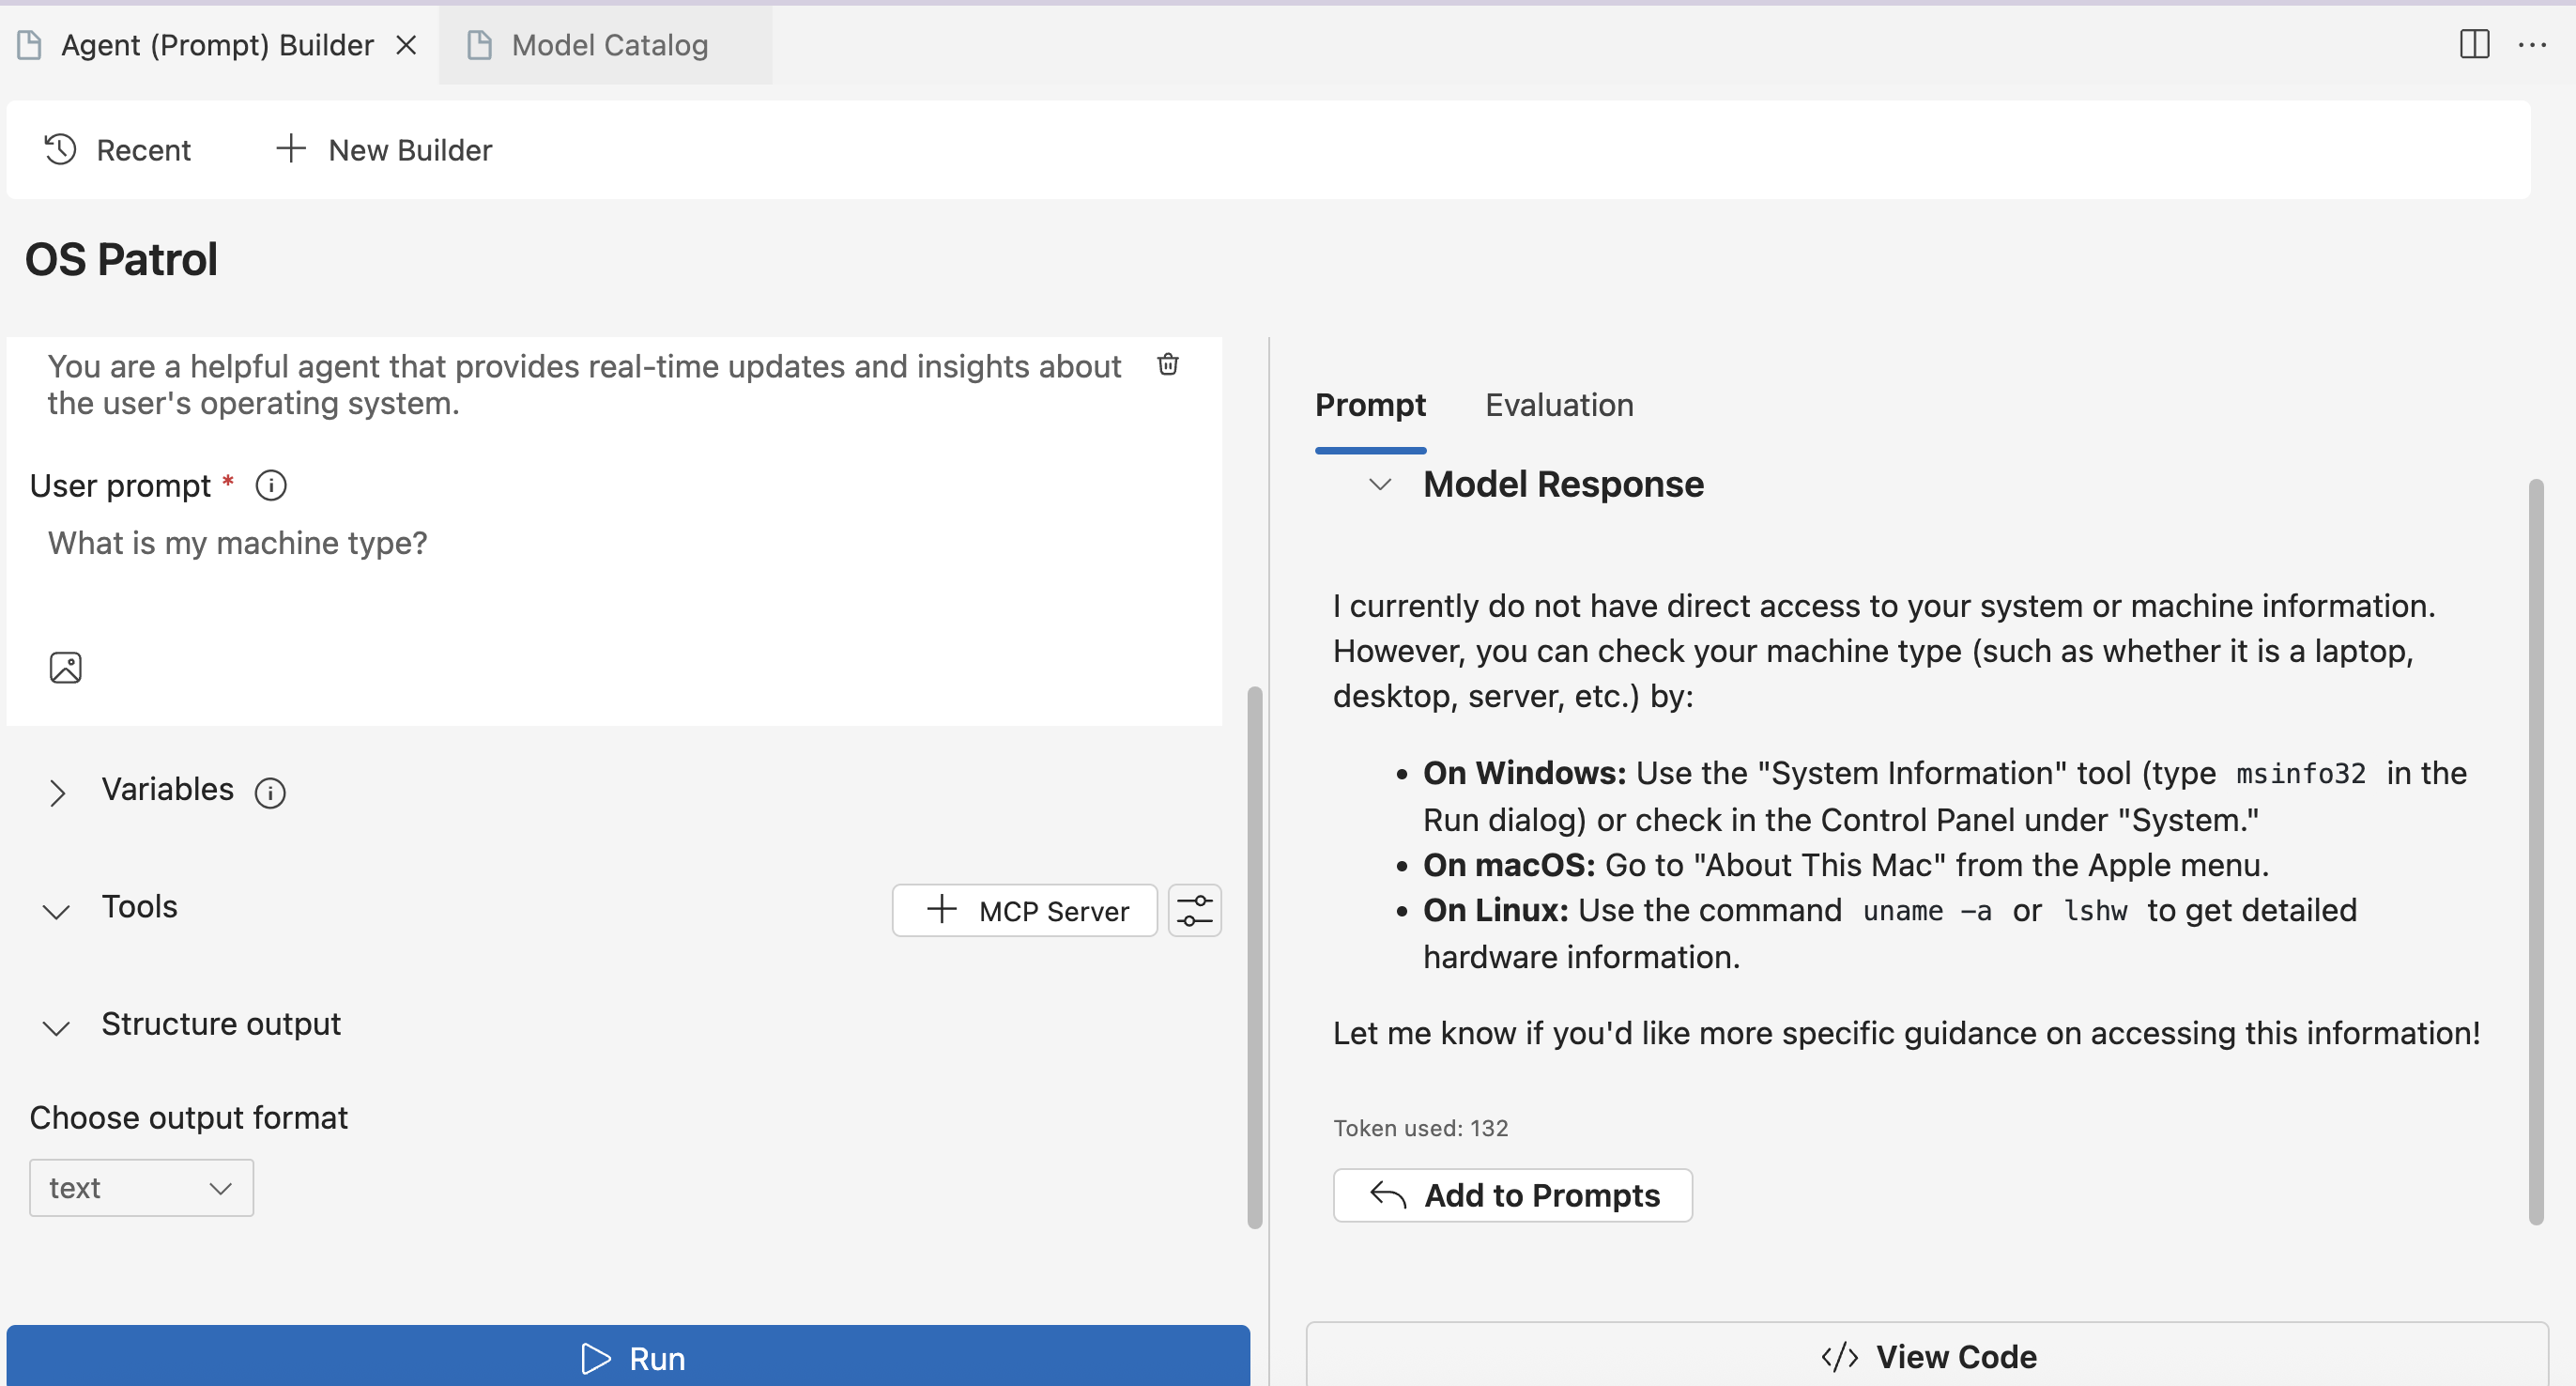 Agent (Prompt) Builder
Model Catalog
Recent
New Builder
OS Patrol
You are a helpful agent that provides real-time updates and insights about
the user's operating system.
User prompt *
What is my machine type?
Variables
Tools
MCP Server
Structure output
Choose output format
text
Run
Prompt
Evaluation
Model Response
I currently do not have direct access to your system or machine information.
However, you can check your machine type (such as whether it is a laptop,
desktop, server, etc.) by:
• On Windows: Use the "System Information" tool (type msinfo32 in the
Run dialog) or check in the Control Panel under "System."
• On macOS: Go to "About This Mac" from the Apple menu.
• On Linux: Use the command uname -a or lshw to get detailed
hardware information.
Let me know if you'd like more specific guidance on accessing this information!
Token used: 132
Add to Prompts
View Code